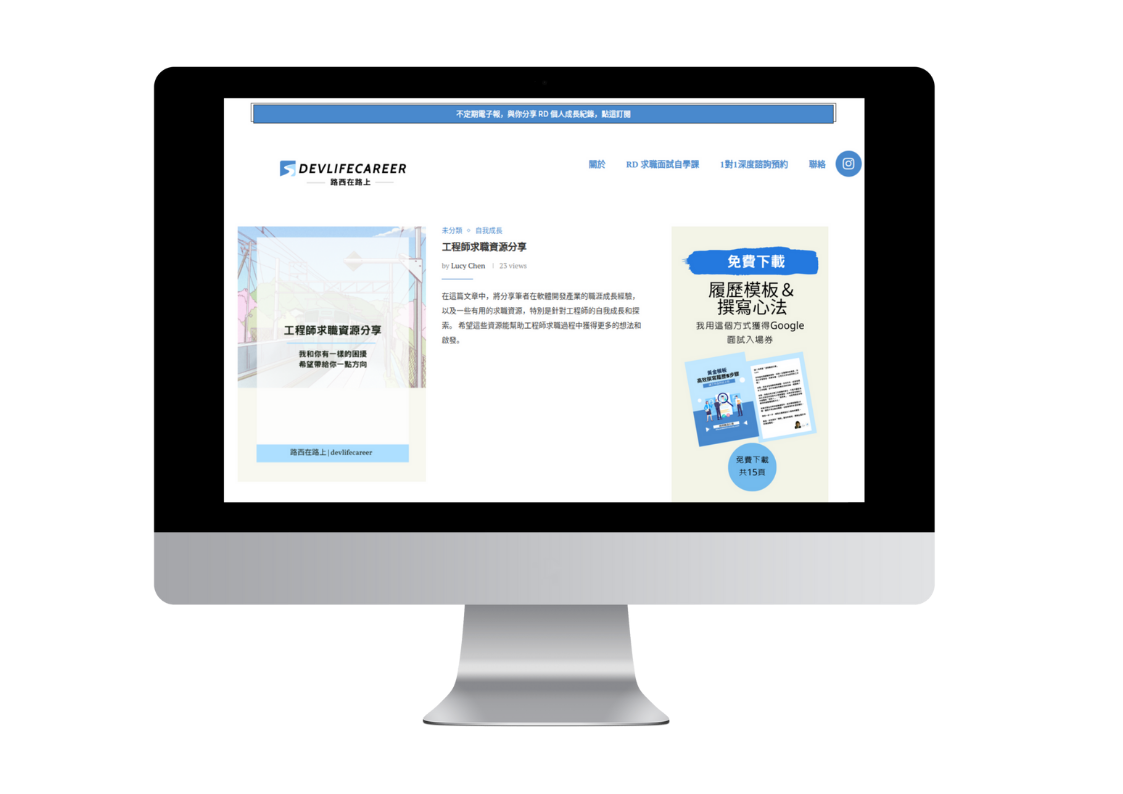 不定期電子報，與你分享 RD 個人成長紀錄，點這訂閱
DEVLIFECAREER
路西在路上
關於
RD 求職面試自學課
1對1深度諮詢預約
聯絡
工程師求職資源分享
我和你有一樣的困擾
希望帶給你一點方向
路西在路上 | devlifecareer
未分類 自我成長
工程師求職資源分享
by Lucy Chen | 23 views
在這篇文章中，將分享筆者在軟體開發產業的職涯成長經驗，
以及一些有用的求職資源，特別是針對工程師的自我成長和探
索。 希望這些資源能幫助工程師求職過程中獲得更多的想法和
啟發。
免費下載
履歷模板＆
撰寫心法
我用這個方式獲得Google
面試入場券
黃金模板
免費下載
共15頁